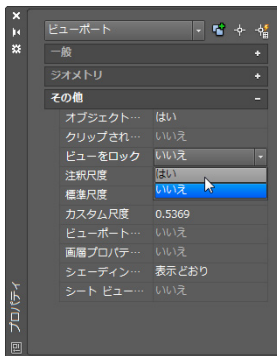 ビューポート
一般
ジオメトリ
その他
オブジェクト… はい
クリップされ… いいえ
ビューをロック いいえ
注釈尺度 はい
標準尺度 いいえ
カスタム尺度 0.5369
ビューポート… いいえ
画層プロパテ… いいえ
シェーディン… 表示どおり
シート ビュー… いいえ
プロパティ